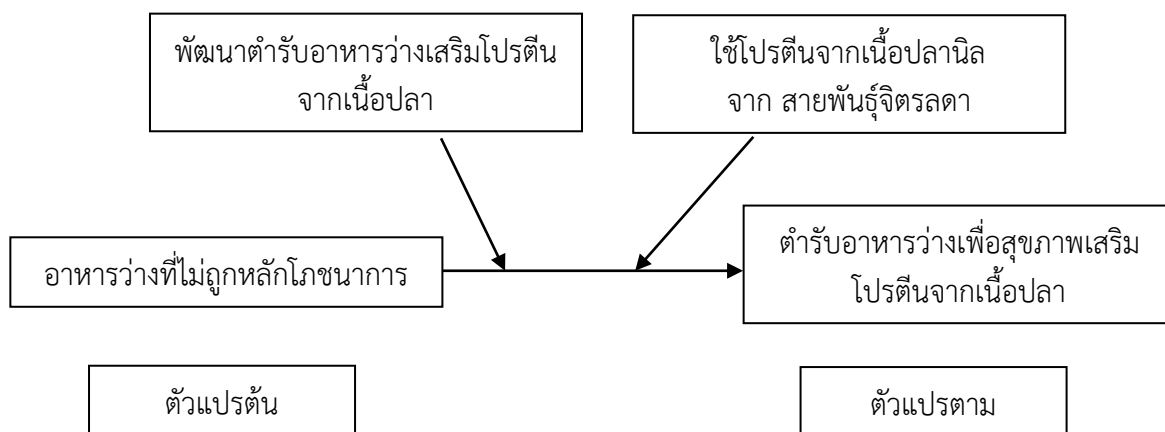 พัฒนาตำรับอาหารว่างเสริมโปรตีน
จากเนื้อปลา
ใช้โปรตีนจากเนื้อปลานิล
จาก สายพันธุ์จิตรลดา
อาหารว่างที่ไม่ถูกหลักโภชนาการ
ตำรับอาหารว่างเพื่อสุขภาพเสริม
โปรตีนจากเนื้อปลา
ตัวแปรต้น
ตัวแปรตาม